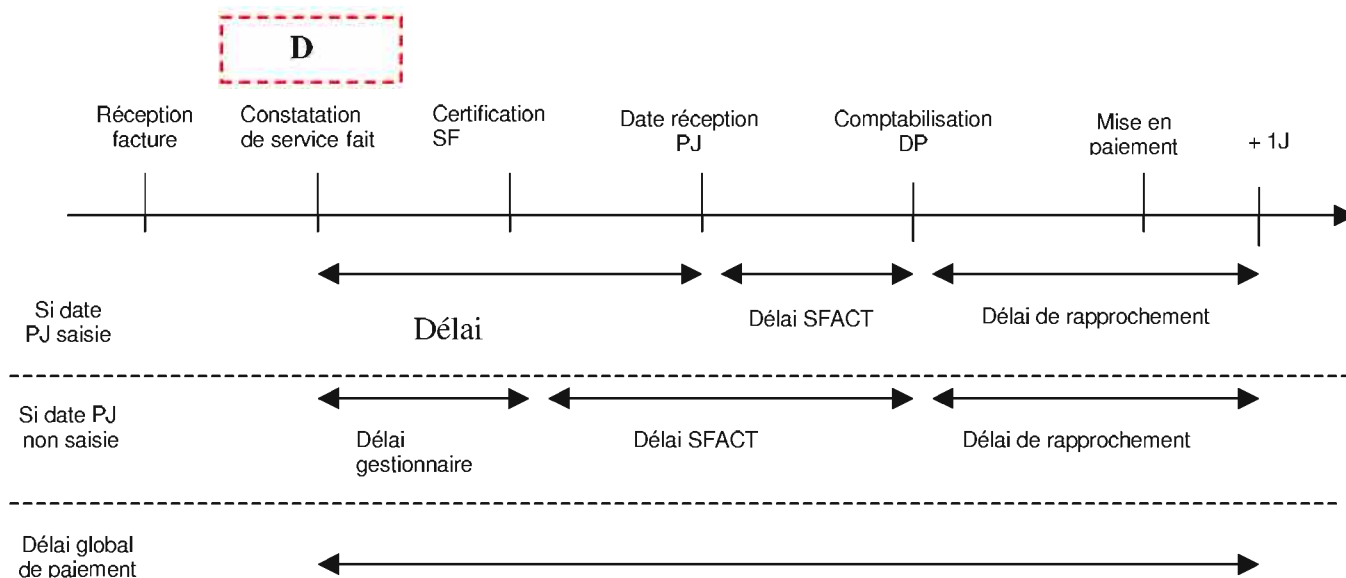 D
Réception
facture
Constatation
de service fait
Certification
SF
Date réception
PJ
Comptabilisation
DP
Mise en
paiement
+ 1J
Si date
PJ saisie
Délai
Délai SFACT
Délai de rapprochement
Si date PJ
non saisie
Délai
gestionnaire
Délai SFACT
Délai de rapprochement
Délai global
de paiement